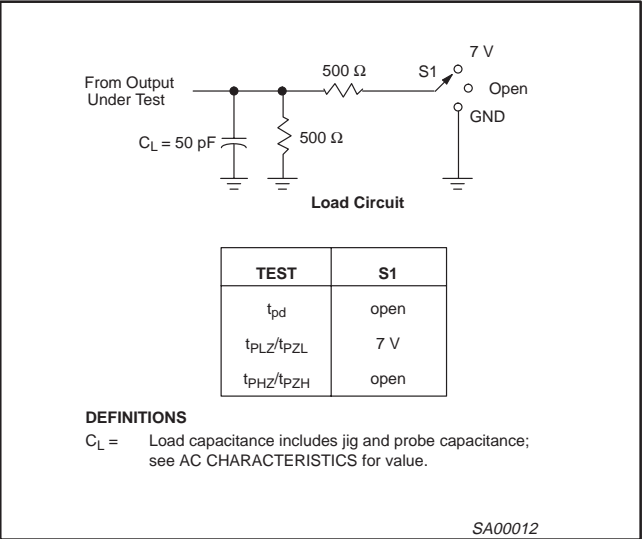 7 V
500 Ω
S1
From Output
Under Test
Open
GND
C_L = 50 pF
500 Ω
Load Circuit
TEST S1
t_pd open
t_PLZ/t_PZL 7 V
t_PHZ/t_PZH open
DEFINITIONS
C_L = Load capacitance includes jig and probe capacitance;
see AC CHARACTERISTICS for value.
SA00012